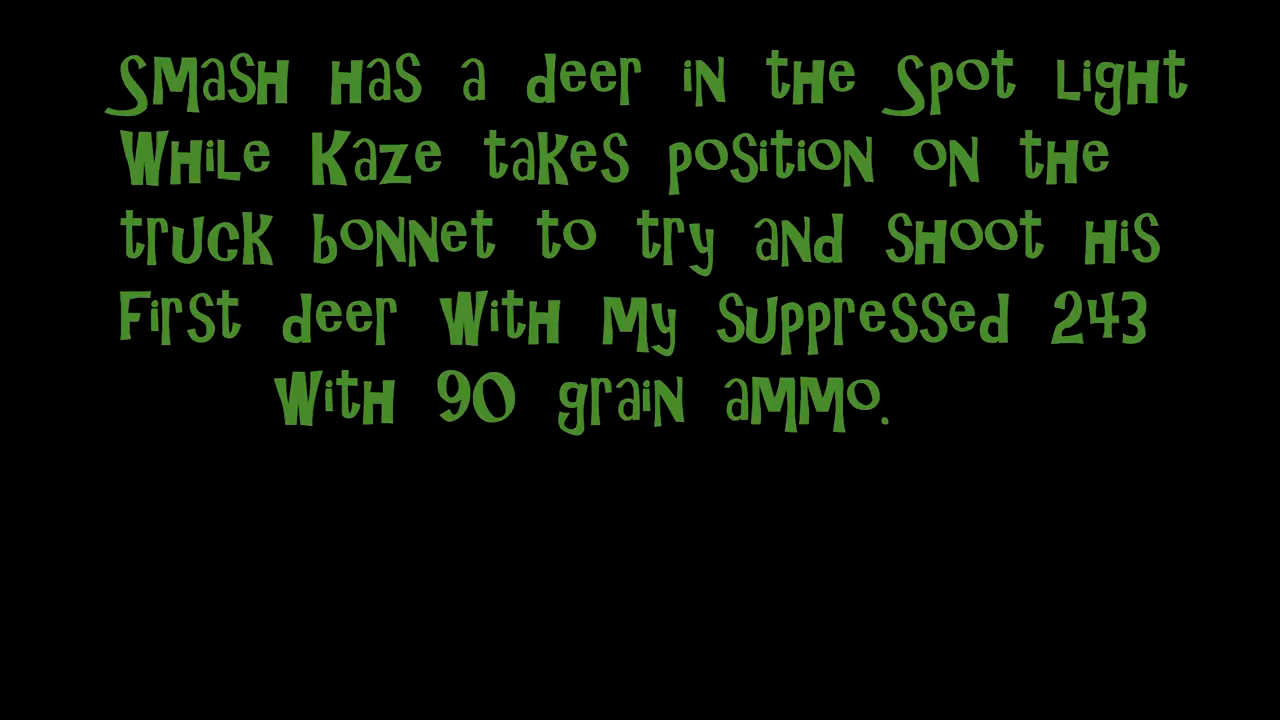 Smash has a deer in the Spot Light
While Kaze takes position on the
truck bonnet to try and shoot his
First deer With My suppressed 243
With 90 grain ammo.